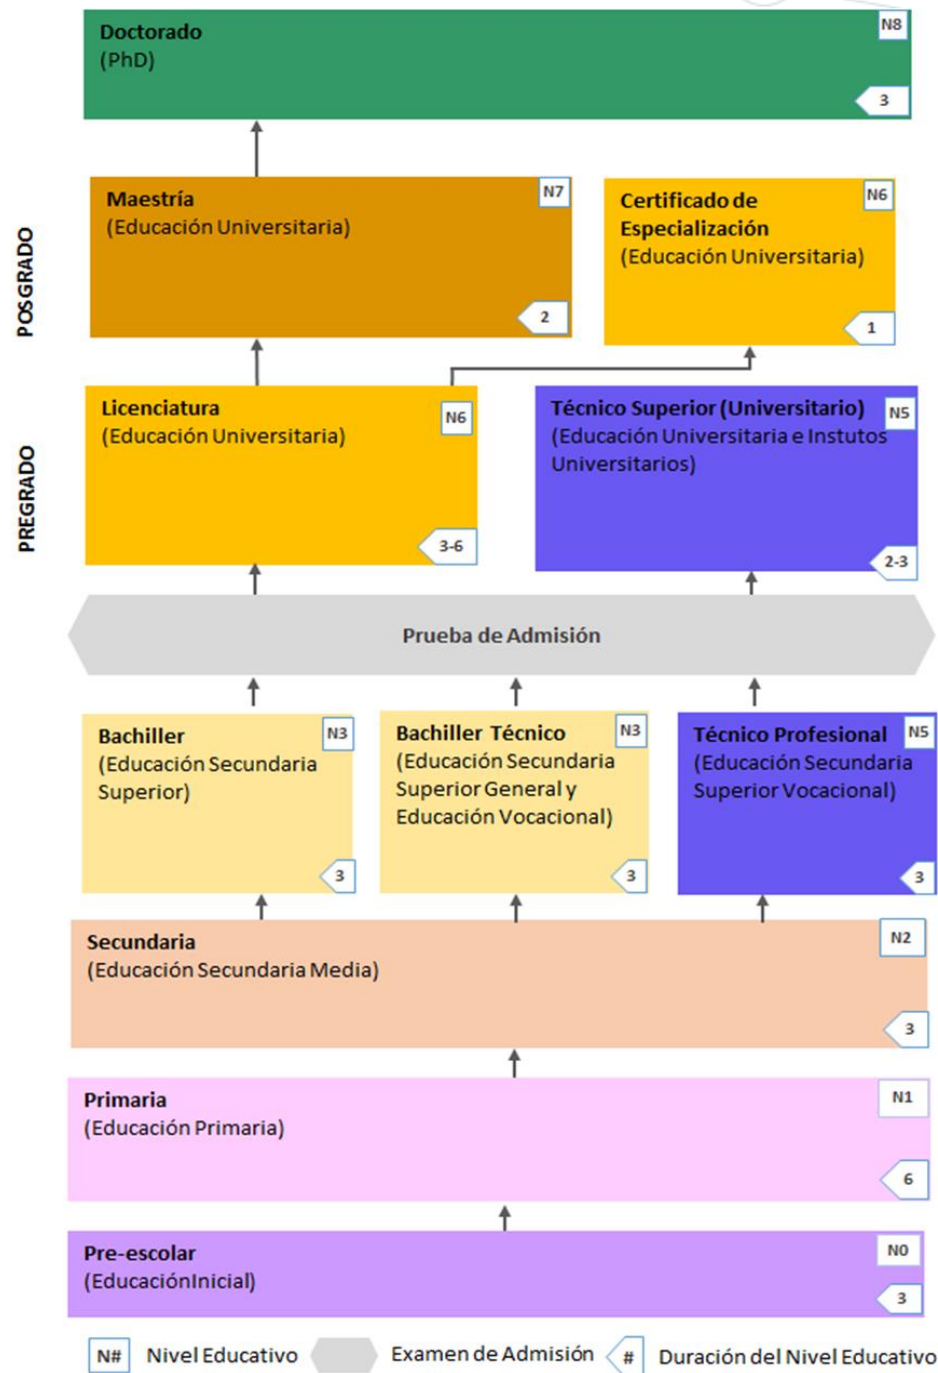 Doctorado
(PhD)
N8
3
POSGRADO
Maestría
(Educación Universitaria)
N7
2
Certificado de
Especialización
(Educación Universitaria)
N6
1
PREGRADO
Licenciatura
(Educación Universitaria)
N6
3-6
Técnico Superior (Universitario)
(Educación Universitaria e Instutos
Universitarios)
N5
2-3
Prueba de Admisión
Bachiller
(Educación Secundaria
Superior)
N3
3
Bachiller Técnico
(Educación Secundaria
Superior General y
Educación Vocacional)
N3
3
Técnico Profesional
(Educación Secundaria
Superior Vocacional)
N5
3
Secundaria
(Educación Secundaria Media)
N2
3
Primaria
(Educación Primaria)
N1
6
Pre-escolar
(EducaciónInicial)
N0
3
N# Nivel Educativo Examen de Admisión # Duración del Nivel Educativo